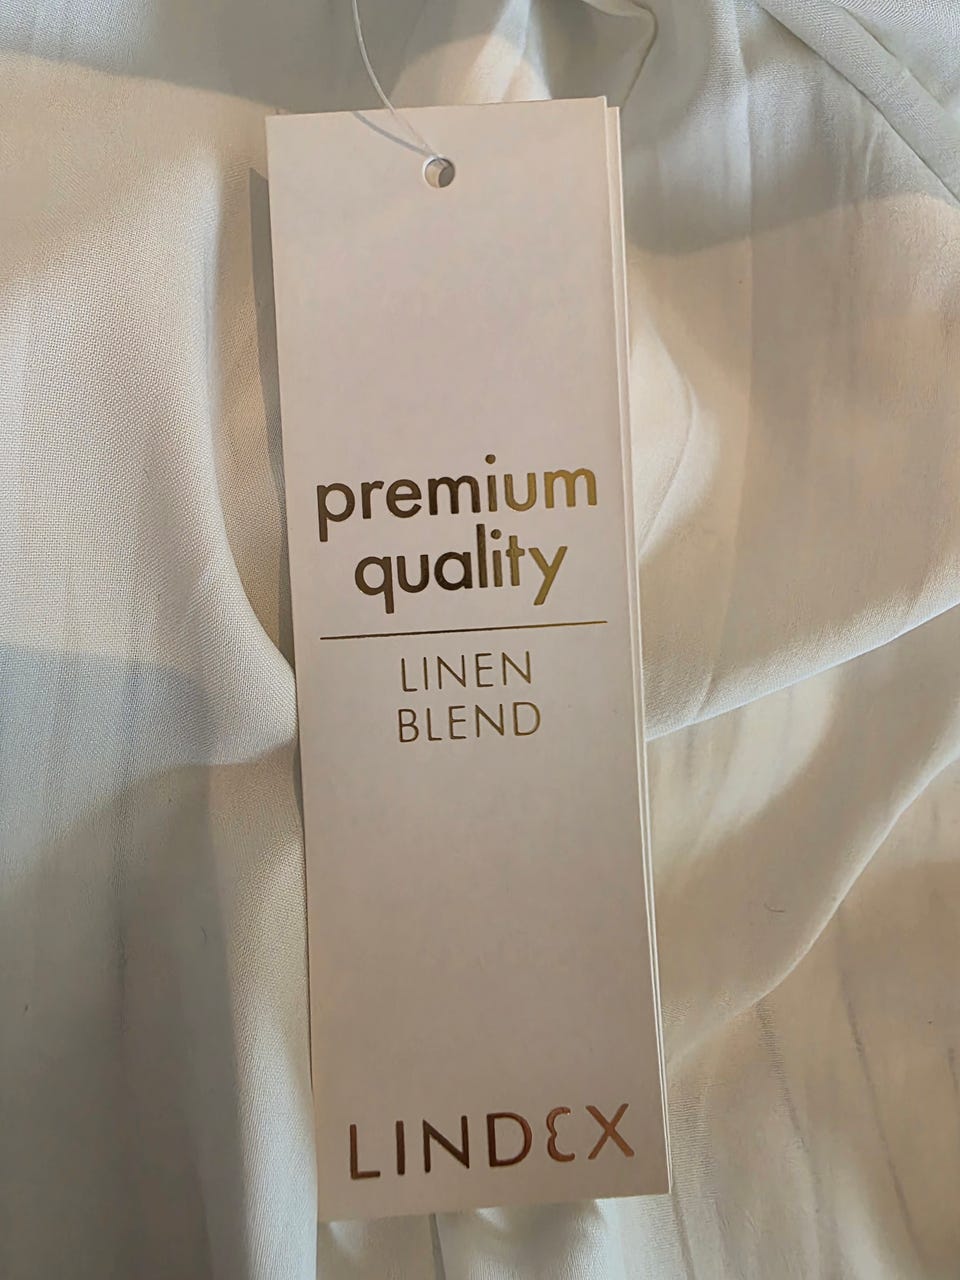 premium
quality
LINEN
BLEND
LINDEX